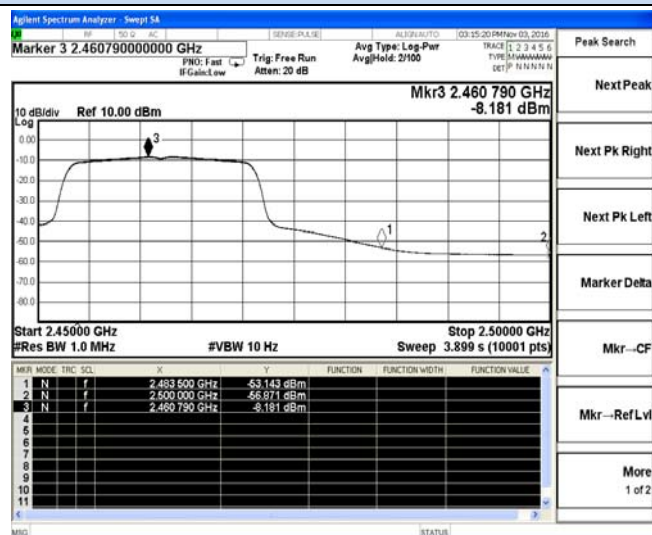 Agilent Spectrum Analyzer - Swept SA
RF 50 Ω AC SENSE:PULSE ALIGN AUTO 03:15:20 PM Nov 03, 2016
Marker 3 2.460790000000 GHz
PNO: Fast
IFGain:Low
Trig: Free Run
Atten: 20 dB
Avg Type: Log-Pwr
Avg|Hold: 2/100
TRACE 1 2 3 4 5 6
TYPE
DET P N N N N N
Mkr3 2.460 790 GHz
-8.181 dBm
10 dB/div Ref 10.00 dBm
Log
0.00
-10.0
-20.0
-30.0
-40.0
-50.0
-60.0
-70.0
-80.0
3
1
2
Start 2.45000 GHz Stop 2.50000 GHz
#Res BW 1.0 MHz #VBW 10 Hz Sweep 3.899 s (10001 pts)
MKR MODE TRC SCL X Y FUNCTION FUNCTION WIDTH FUNCTION VALUE
1 N f 2.483 500 GHz -53.143 dBm
2 N f 2.500 000 GHz -56.871 dBm
3 N f 2.460 790 GHz -8.181 dBm
4
5
6
7
8
9
10
11
MSG STATUS
Peak Search
Next Peak
Next Pk Right
Next Pk Left
Marker Delta
Mkr→CF
Mkr→Ref Lvl
More
1 of 2